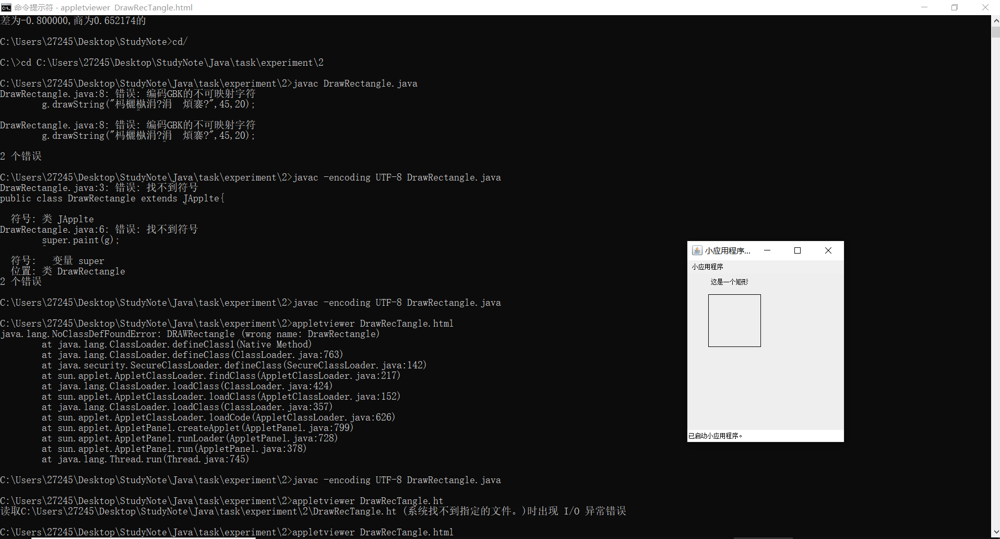 命令提示符 - appletviewer  DrawRecTangle.html
差为-0.800000,商为0.652174的
C:\Users\27245\Desktop\StudyNote>cd/
C:\>cd C:\Users\27245\Desktop\StudyNote\Java\task\experiment\2
C:\Users\27245\Desktop\StudyNote\Java\task\experiment\2>javac DrawRectangle.java
DrawRectangle.java:8: 错误: 编码GBK的不可映射字符
g.drawString("杩欐槸涓?涓  煩褰?",45,20);
^
DrawRectangle.java:8: 错误: 编码GBK的不可映射字符
g.drawString("杩欐槸涓?涓  煩褰?",45,20);
^
2 个错误
C:\Users\27245\Desktop\StudyNote\Java\task\experiment\2>javac -encoding UTF-8 DrawRectangle.java
DrawRectangle.java:3: 错误: 找不到符号
public class DrawRectangle extends JApplte{
^
符号: 类 JApplte
DrawRectangle.java:6: 错误: 找不到符号
super.paint(g);
^
符号:   变量 super
位置: 类 DrawRectangle
2 个错误
C:\Users\27245\Desktop\StudyNote\Java\task\experiment\2>javac -encoding UTF-8 DrawRectangle.java
C:\Users\27245\Desktop\StudyNote\Java\task\experiment\2>appletviewer DrawRecTangle.html
java.lang.NoClassDefFoundError: DRAWRectangle (wrong name: DrawRectangle)
at java.lang.ClassLoader.defineClass1(Native Method)
at java.lang.ClassLoader.defineClass(ClassLoader.java:763)
at java.security.SecureClassLoader.defineClass(SecureClassLoader.java:142)
at sun.applet.AppletClassLoader.findClass(AppletClassLoader.java:217)
at java.lang.ClassLoader.loadClass(ClassLoader.java:424)
at sun.applet.AppletClassLoader.loadClass(AppletClassLoader.java:152)
at java.lang.ClassLoader.loadClass(ClassLoader.java:357)
at sun.applet.AppletClassLoader.loadCode(AppletClassLoader.java:626)
at sun.applet.AppletPanel.createApplet(AppletPanel.java:799)
at sun.applet.AppletPanel.runLoader(AppletPanel.java:728)
at sun.applet.AppletPanel.run(AppletPanel.java:378)
at java.lang.Thread.run(Thread.java:745)
C:\Users\27245\Desktop\StudyNote\Java\task\experiment\2>javac -encoding UTF-8 DrawRectangle.java
C:\Users\27245\Desktop\StudyNote\Java\task\experiment\2>appletviewer DrawRecTangle.ht
读取C:\Users\27245\Desktop\StudyNote\Java\task\experiment\2\DrawRecTangle.ht (系统找不到指定的文件。)时出现 I/O 异常错误
C:\Users\27245\Desktop\StudyNote\Java\task\experiment\2>appletviewer DrawRecTangle.html
小应用程序...
小应用程序
这是一个矩形
已启动小应用程序。